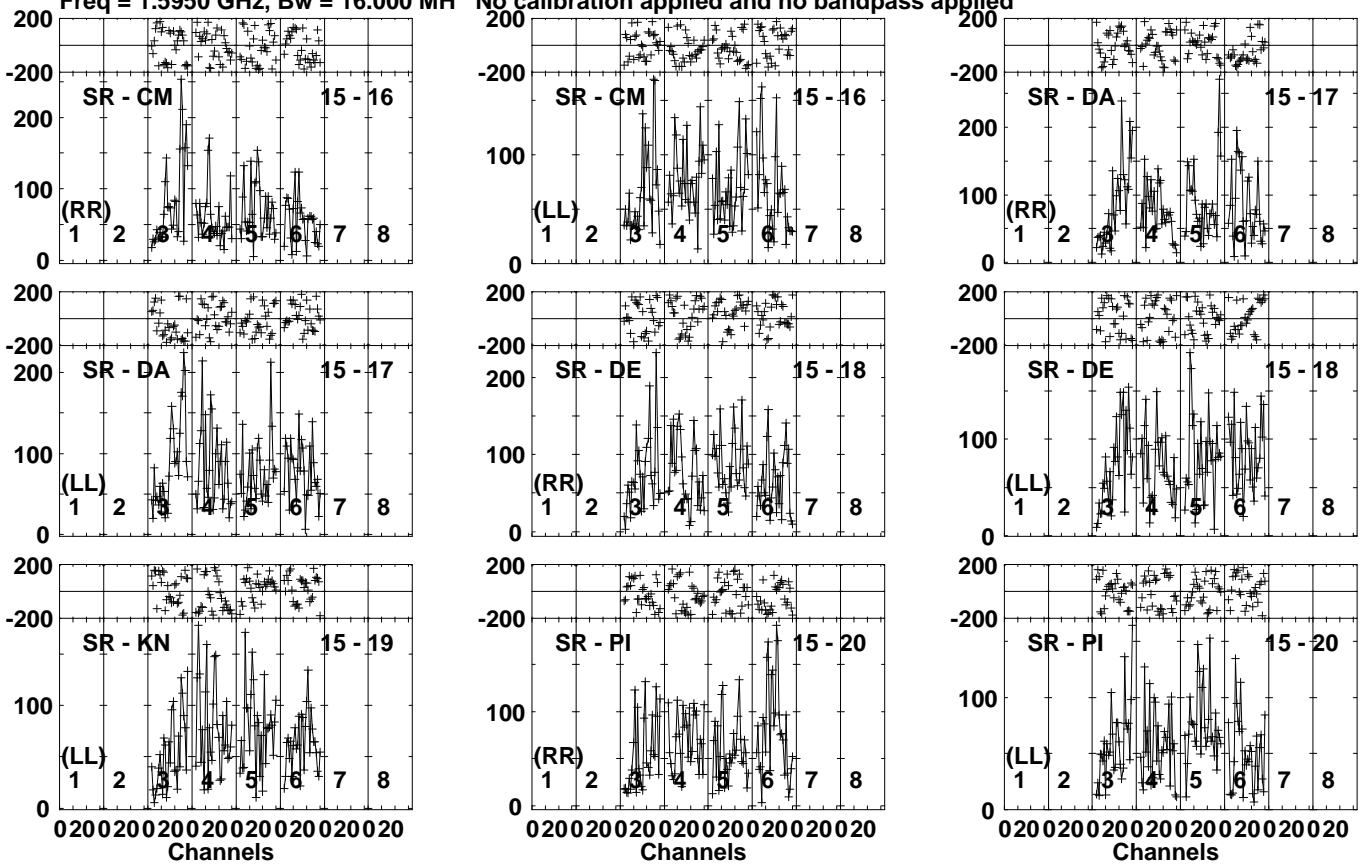 Freq = 1.5950 GHz, Bw = 16.000 MH No calibration applied and no bandpass applied
200
-200
SR - CM 15 - 16
200
100
0
(RR)
1 2 3 4 5 6 7 8
200
-200
SR - CM 15 - 16
100
0
(LL)
1 2 3 4 5 6 7 8
200
-200
SR - DA 15 - 17
200
100
0
(RR)
1 2 3 4 5 6 7 8
200
-200
SR - DA 15 - 17
200
100
0
(LL)
1 2 3 4 5 6 7 8
200
-200
SR - DE 15 - 18
200
100
0
(RR)
1 2 3 4 5 6 7 8
200
-200
SR - DE 15 - 18
100
0
(LL)
1 2 3 4 5 6 7 8
200
-200
SR - KN 15 - 19
100
0
(LL)
1 2 3 4 5 6 7 8
0 20 0 20 0 20 0 20 0 20 0 20 0 20 0 20
Channels
200
-200
SR - PI 15 - 20
200
100
0
(RR)
1 2 3 4 5 6 7 8
0 20 0 20 0 20 0 20 0 20 0 20 0 20 0 20
Channels
200
-200
SR - PI 15 - 20
100
0
(LL)
1 2 3 4 5 6 7 8
0 20 0 20 0 20 0 20 0 20 0 20 0 20 0 20
Channels